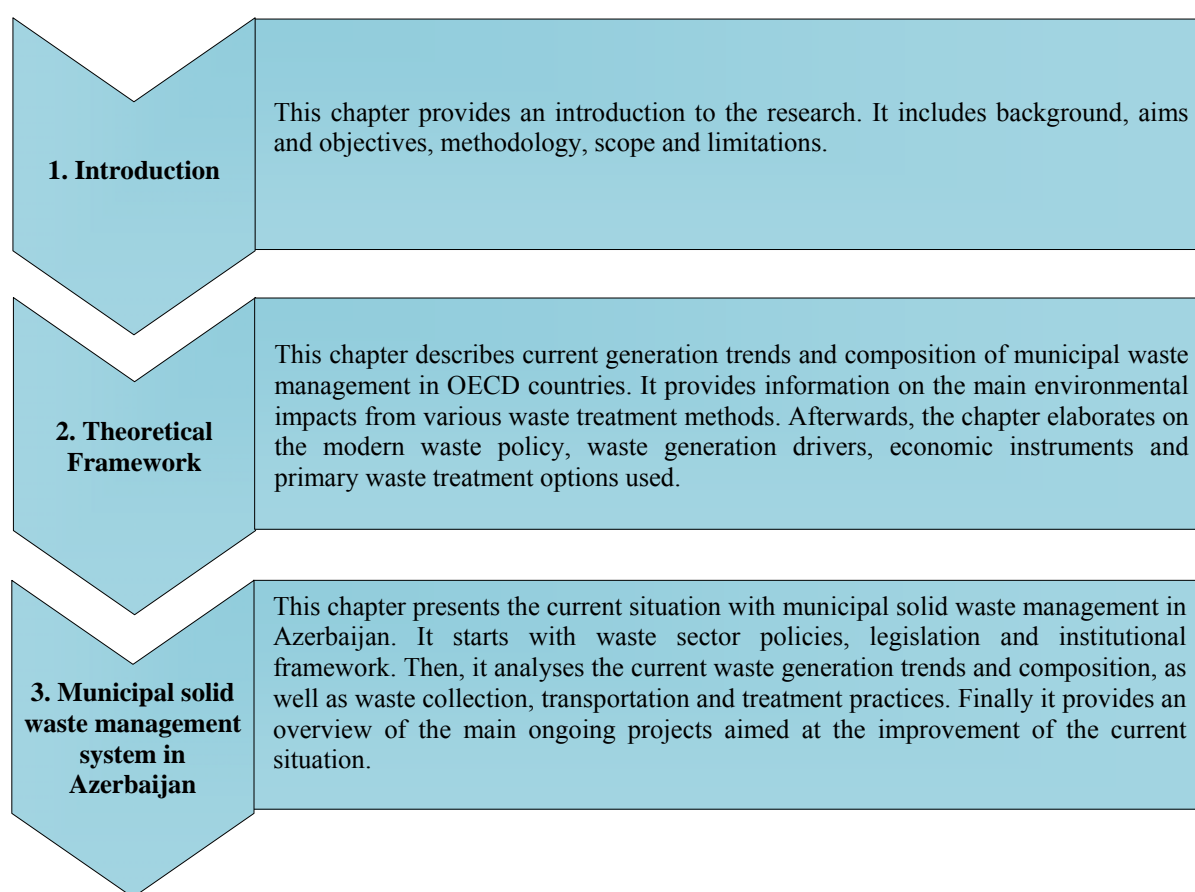 1. Introduction
This chapter provides an introduction to the research. It includes background, aims
and objectives, methodology, scope and limitations.
2. Theoretical
Framework
This chapter describes current generation trends and composition of municipal waste
management in OECD countries. It provides information on the main environmental
impacts from various waste treatment methods. Afterwards, the chapter elaborates on
the modern waste policy, waste generation drivers, economic instruments and
primary waste treatment options used.
3. Municipal solid
waste management
system in
Azerbaijan
This chapter presents the current situation with municipal solid waste management in
Azerbaijan. It starts with waste sector policies, legislation and institutional
framework. Then, it analyses the current waste generation trends and composition, as
well as waste collection, transportation and treatment practices. Finally it provides an
overview of the main ongoing projects aimed at the improvement of the current
situation.